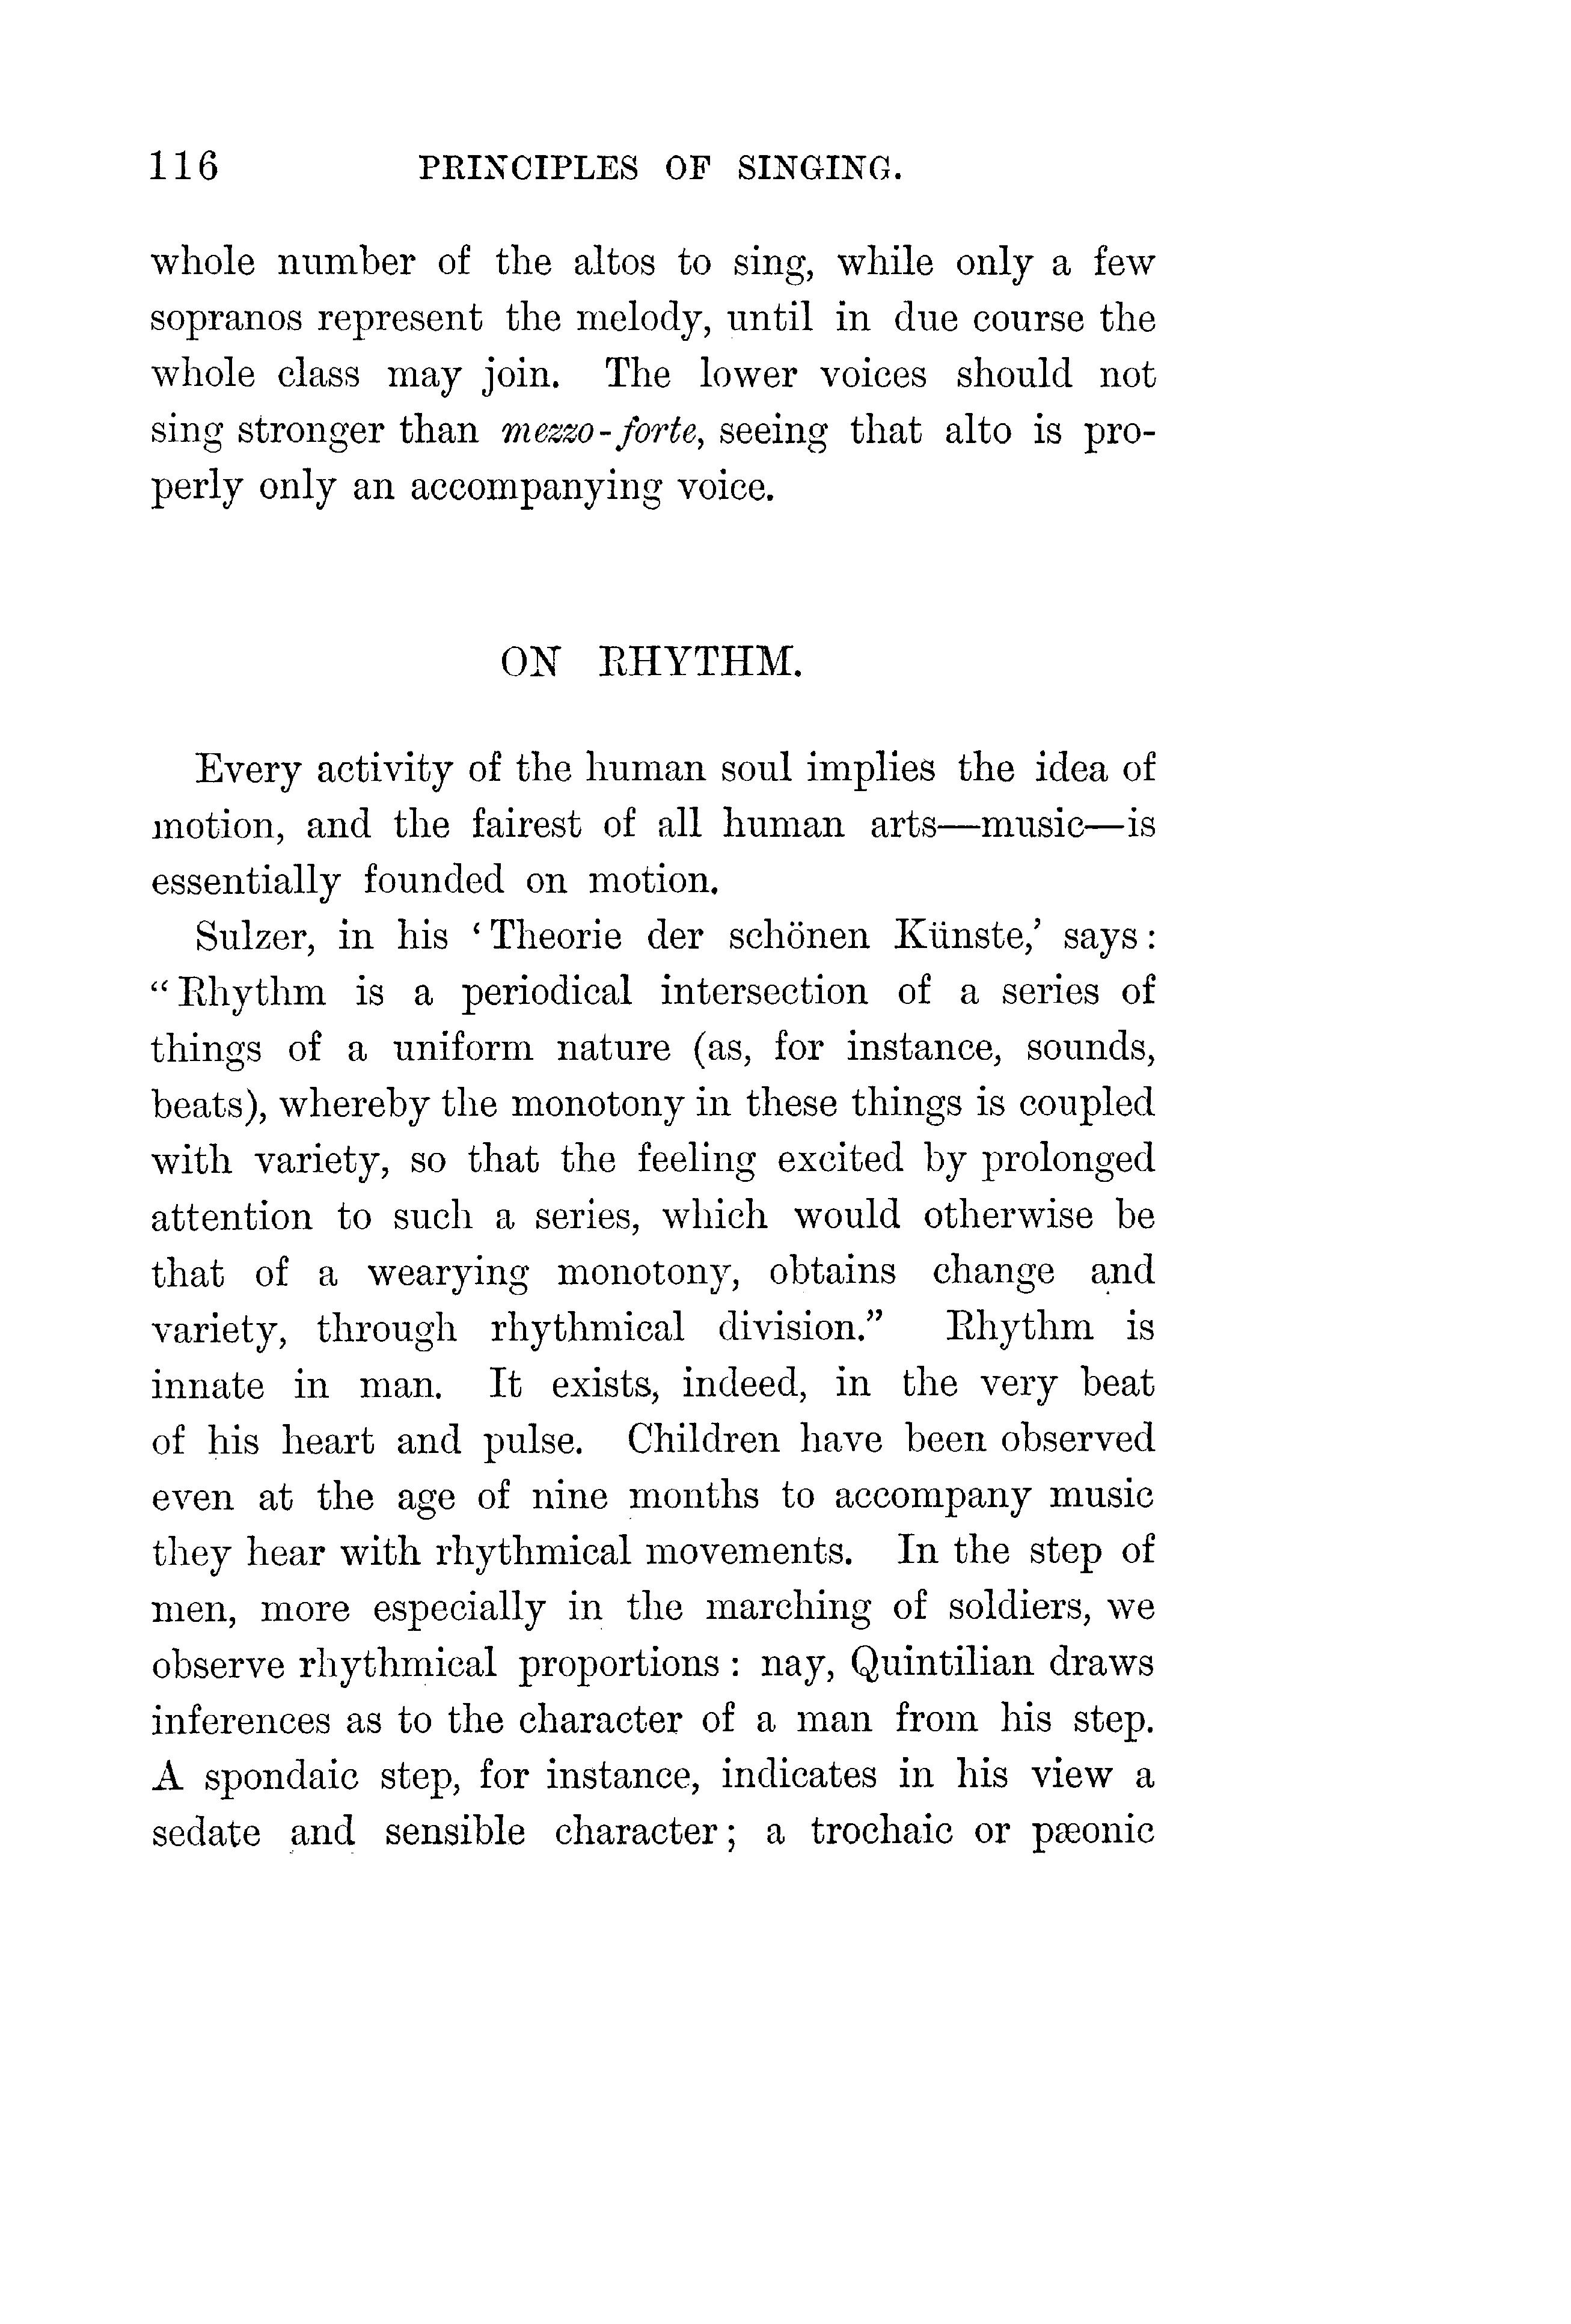 116 PRINCIPLES OF SINGING.
whole number of the altos to sing, while only a few
sopranos represent the melody, until in due course the
whole class may join. The lower voices should not
sing stronger than mezzo-forte, seeing that alto is pro-
perly only an accompanying voice.
ON RHYTHM.
Every activity of the human soul implies the idea of
motion, and the fairest of all human arts—music—is
essentially founded on motion.
Sulzer, in his ‘Theorie der schönen Künste,’ says:
“Rhythm is a periodical intersection of a series of
things of a uniform nature (as, for instance, sounds,
beats), whereby the monotony in these things is coupled
with variety, so that the feeling excited by prolonged
attention to such a series, which would otherwise be
that of a wearying monotony, obtains change and
variety, through rhythmical division.” Rhythm is
innate in man. It exists, indeed, in the very beat
of his heart and pulse. Children have been observed
even at the age of nine months to accompany music
they hear with rhythmical movements. In the step of
men, more especially in the marching of soldiers, we
observe rhythmical proportions: nay, Quintilian draws
inferences as to the character of a man from his step.
A spondaic step, for instance, indicates in his view a
sedate and sensible character; a trochaic or pæonic